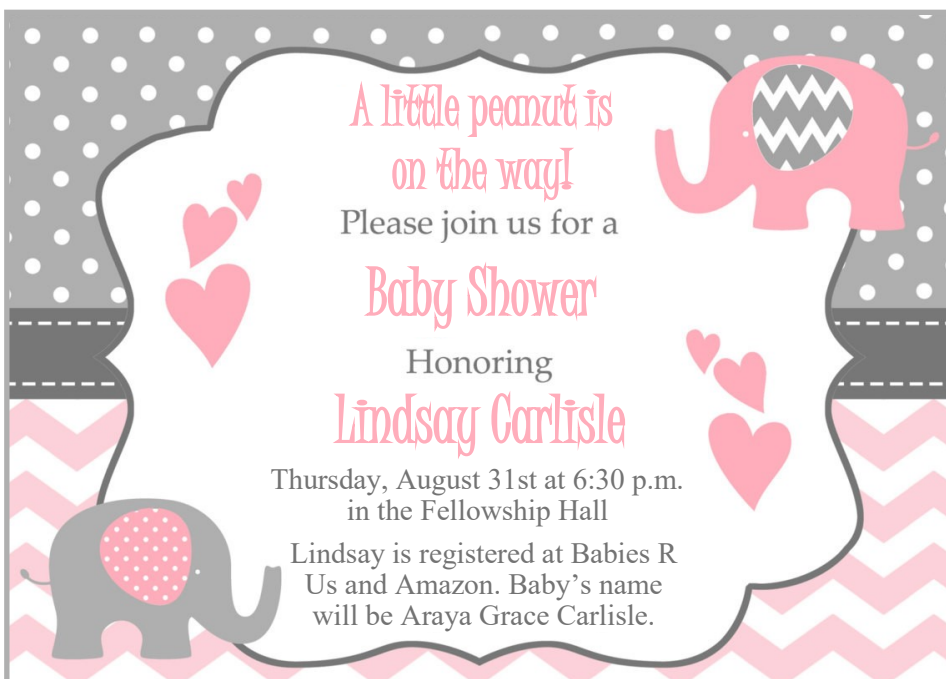 A little peanut is
on the way!
Please join us for a
Baby Shower
Honoring
Lindsay Carlisle
Thursday, August 31st at 6:30 p.m.
in the Fellowship Hall
Lindsay is registered at Babies R
Us and Amazon. Baby’s name
will be Araya Grace Carlisle.